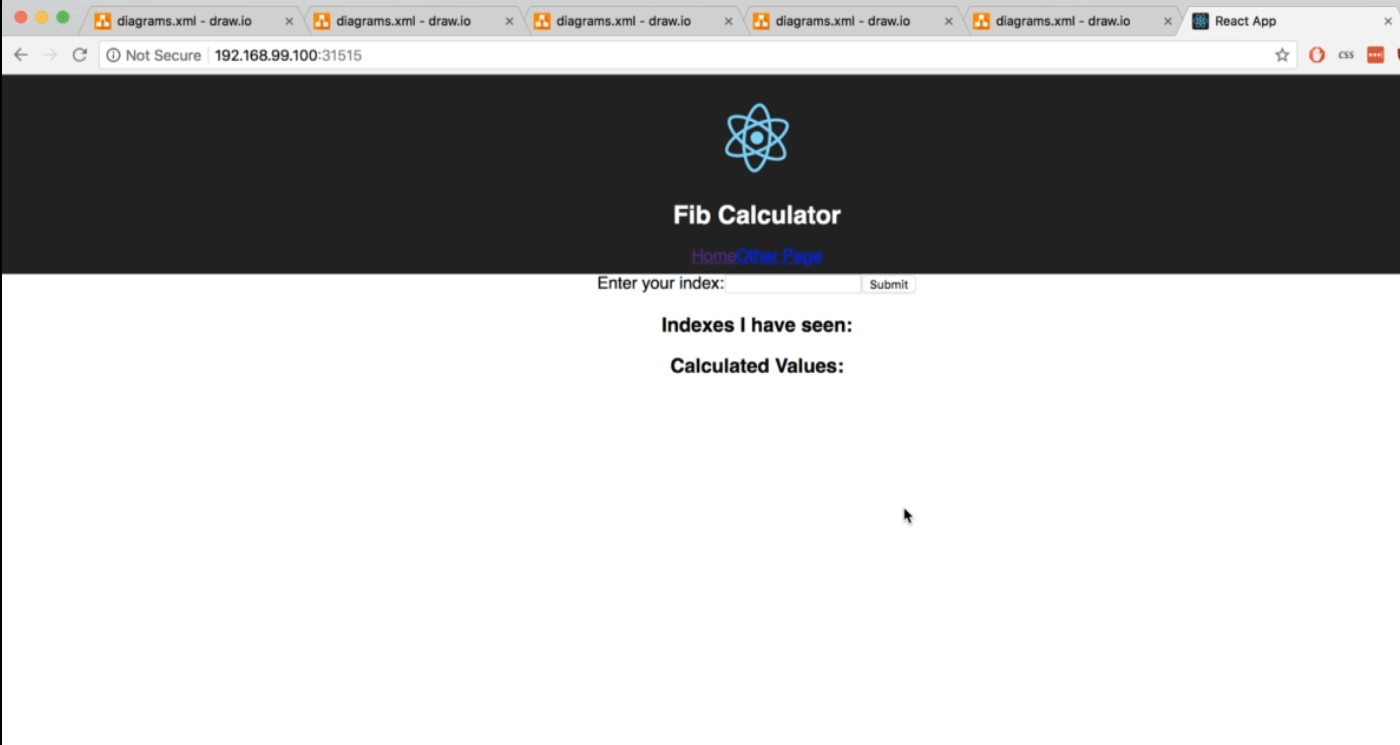 diagrams.xml - draw.io diagrams.xml - draw.io diagrams.xml - draw.io diagrams.xml - draw.io diagrams.xml - draw.io React App
Not Secure 192.168.99.100:31515 css
Fib Calculator
HomeOther Page
Enter your index: Submit
Indexes I have seen:
Calculated Values: